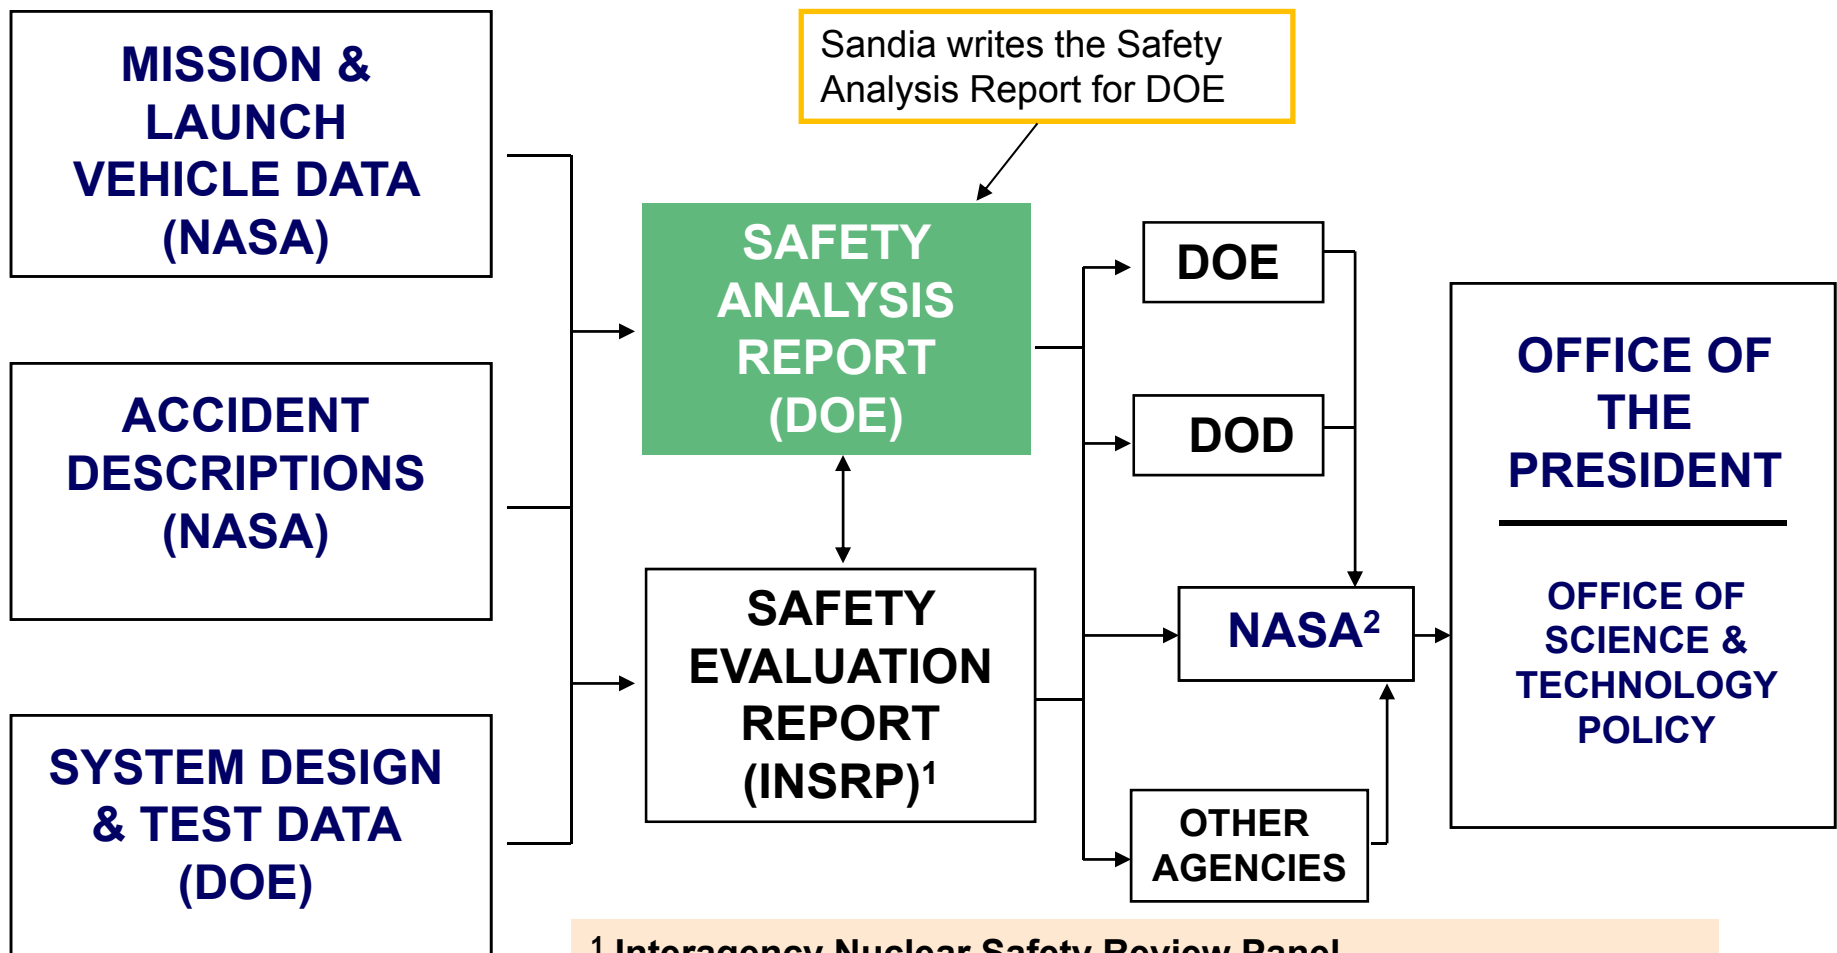 MISSION &
LAUNCH
VEHICLE DATA
(NASA)
ACCIDENT
DESCRIPTIONS
(NASA)
SYSTEM DESIGN
& TEST DATA
(DOE)
Sandia writes the Safety
Analysis Report for DOE
SAFETY
ANALYSIS
REPORT
(DOE)
SAFETY
EVALUATION
REPORT
(INSRP)¹
DOE
DOD
NASA²
OTHER
AGENCIES
OFFICE OF
THE
PRESIDENT
OFFICE OF
SCIENCE &
TECHNOLOGY
POLICY
¹ Interagency Nuclear Safety Review Panel